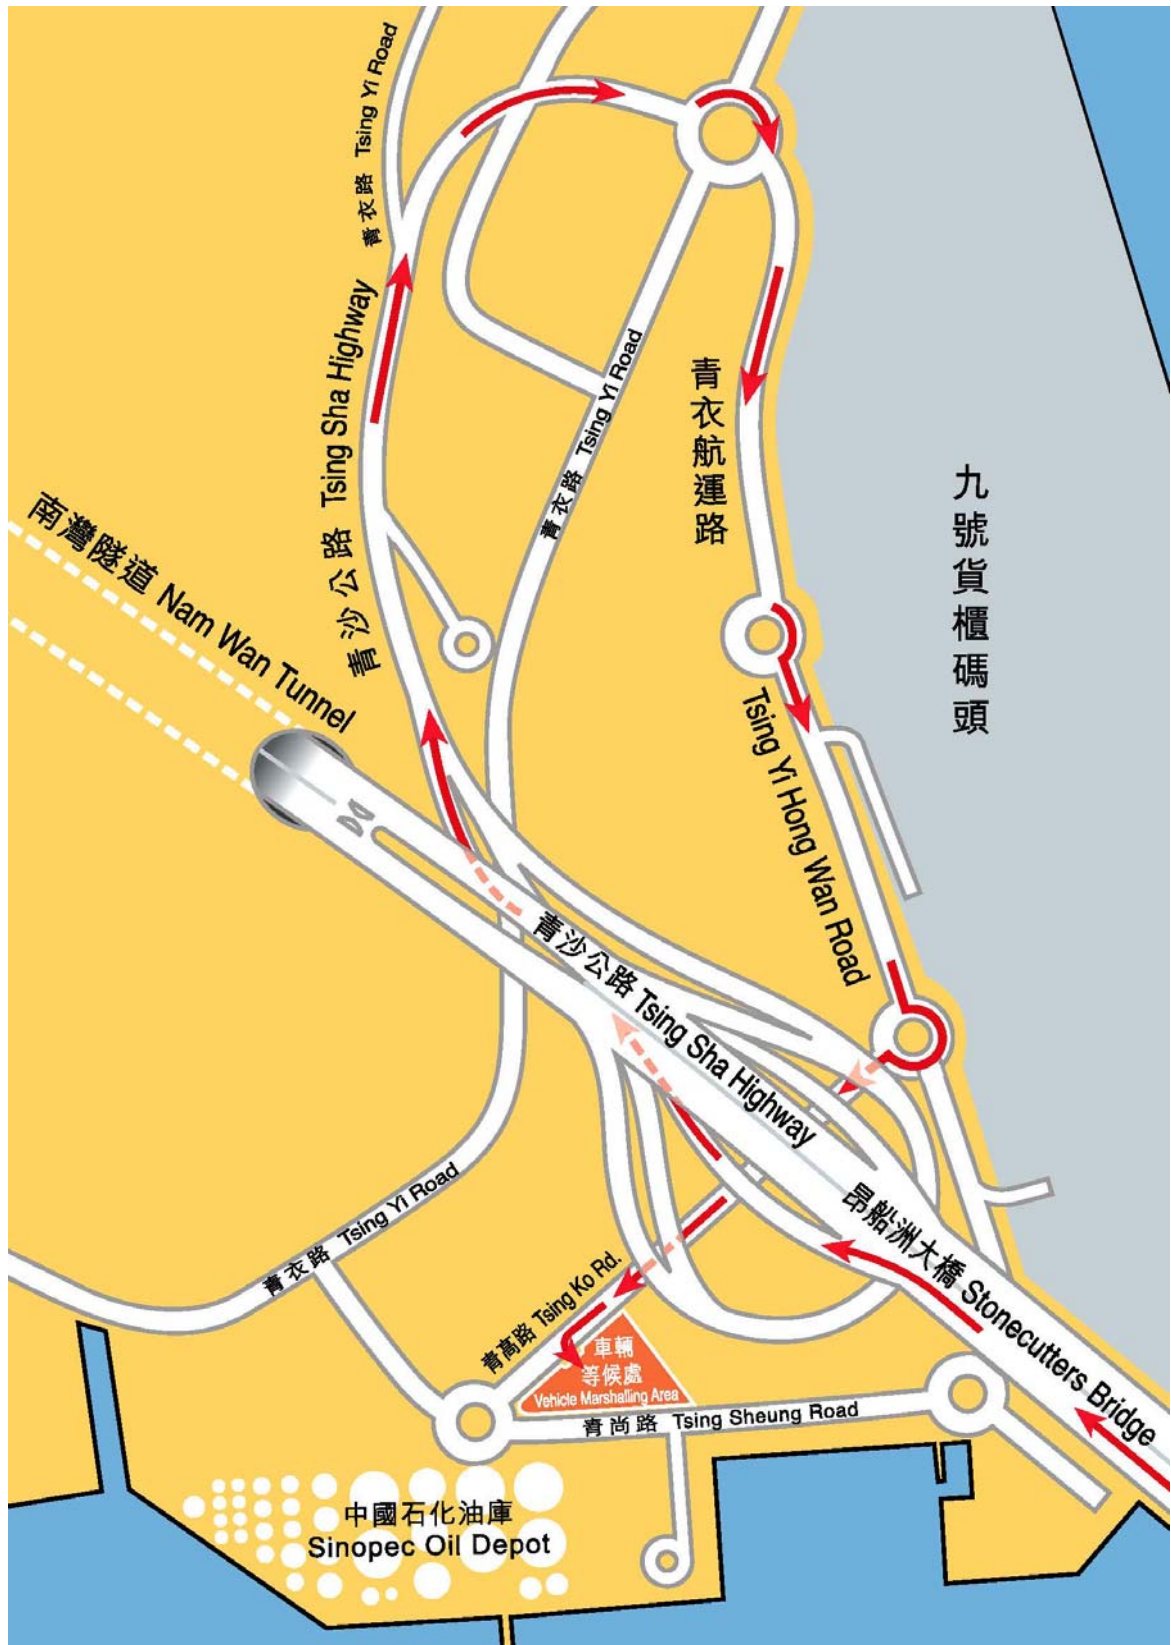 青衣路 Tsing Yi Road
青沙公路 Tsing Sha Highway
青衣路 Tsing Yi Road
青衣航運路
Tsing Yi Hong Wan Road
九號貨櫃碼頭
南灣隧道 Nam Wan Tunnel
青沙公路 Tsing Sha Highway
昂船洲大橋 Stonecutters Bridge
青衣路 Tsing Yi Road
青高路 Tsing Ko Rd.
車輛
等候處
Vehicle Marshalling Area
青尚路 Tsing Sheung Road
中國石化油庫
Sinopec Oil Depot